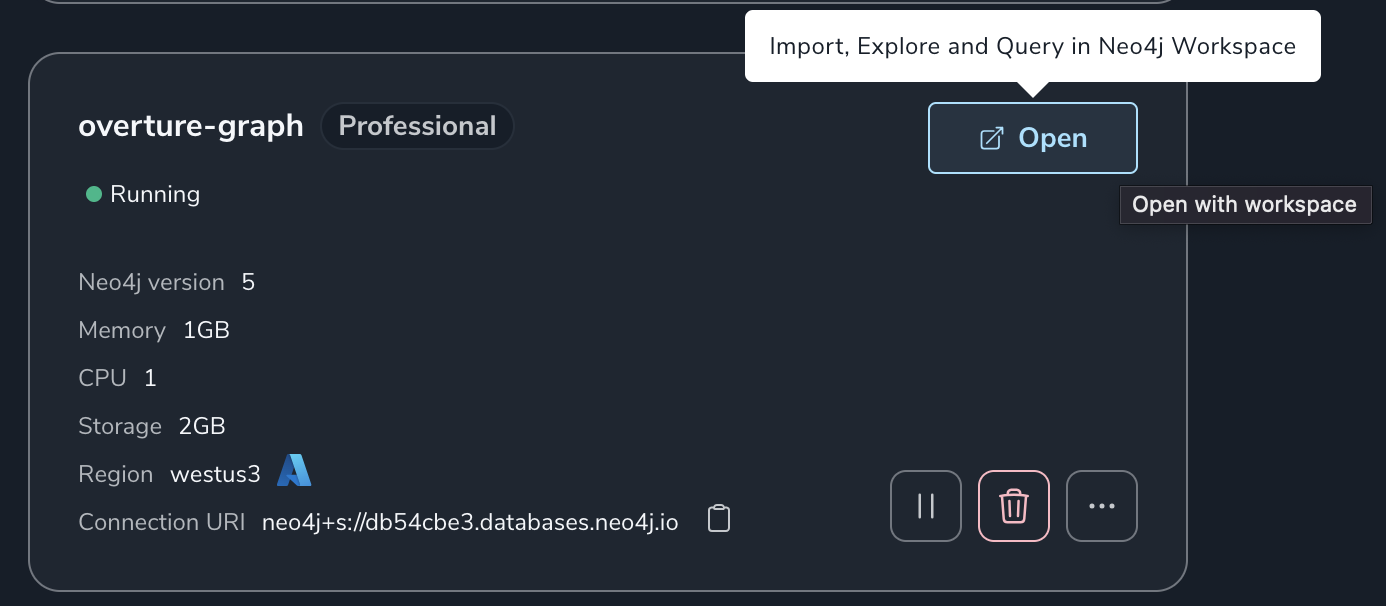 Import, Explore and Query in Neo4j Workspace
overture-graph Professional
Open
Running
Open with workspace
Neo4j version 5
Memory 1GB
CPU 1
Storage 2GB
Region westus3
Connection URI neo4j+s://db54cbe3.databases.neo4j.io